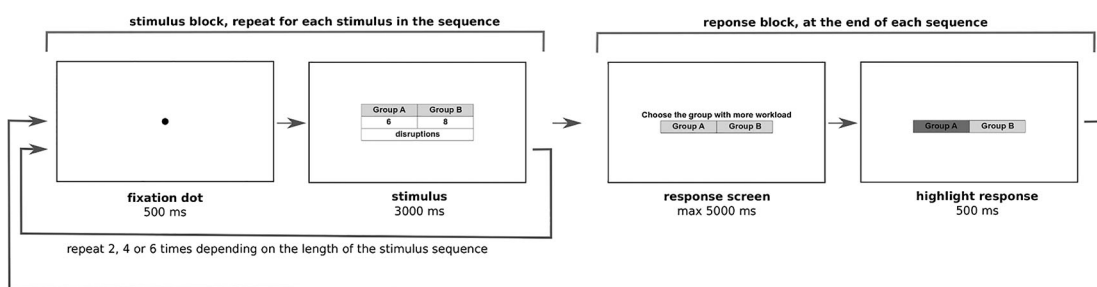 stimulus block, repeat for each stimulus in the sequence
reponse block, at the end of each sequence
Group A Group B
6 8
disruptions
Choose the group with more workload
Group A Group B
Group A Group B
fixation dot
500 ms
stimulus
3000 ms
response screen
max 5000 ms
highlight response
500 ms
repeat 2, 4 or 6 times depending on the length of the stimulus sequence